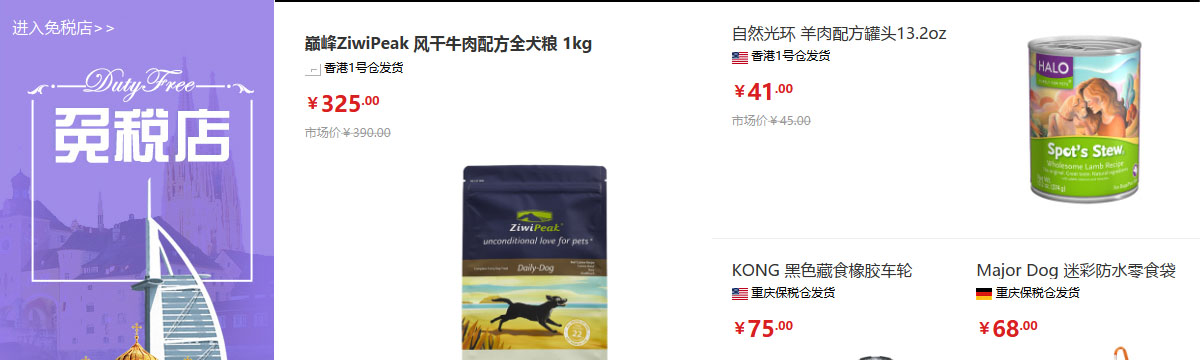 进入免税店>>
DutyFree
免税店
巅峰ZiwiPeak 风干牛肉配方全犬粮 1kg
香港1号仓发货
￥325.00
市场价￥390.00
ZiwiPeak
unconditional love for pets
Daily-Dog
自然光环 羊肉配方罐头13.2oz
香港1号仓发货
￥41.00
市场价￥45.00
HALO
Spot's Stew
Wholesome Lamb Recipe
KONG 黑色藏食橡胶车轮
重庆保税仓发货
￥75.00
Major Dog 迷彩防水零食袋
重庆保税仓发货
￥68.00